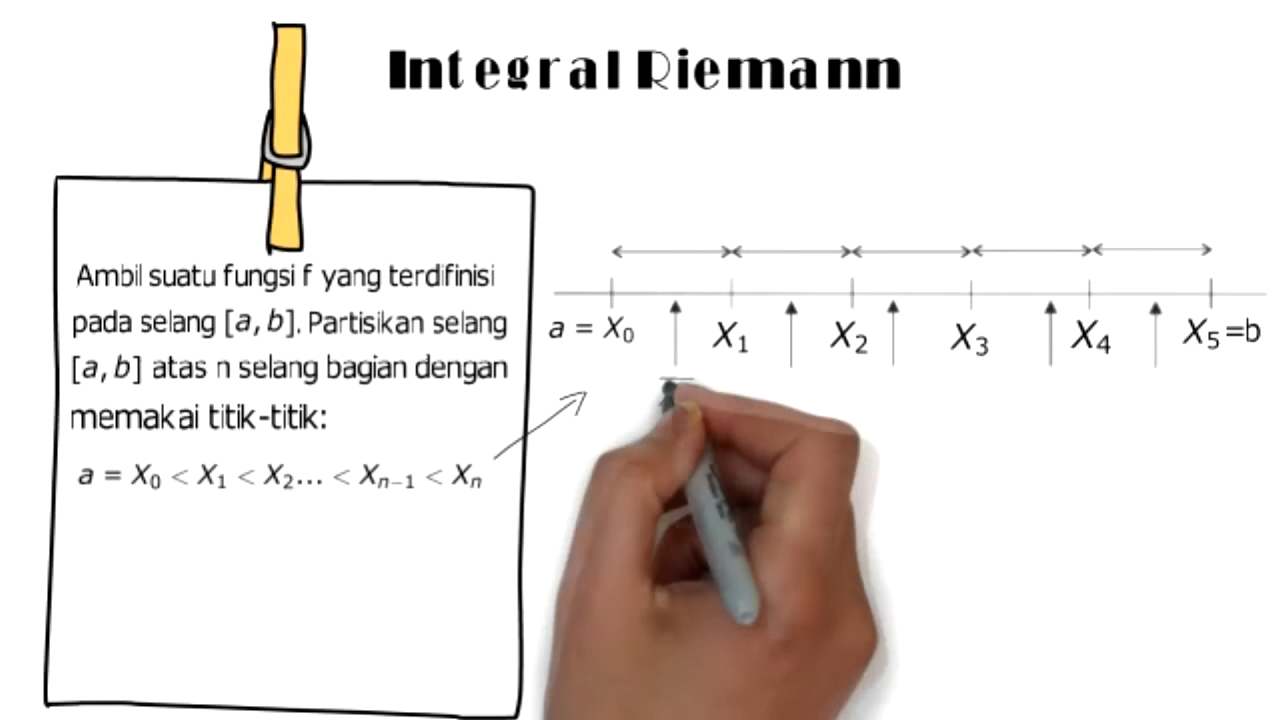 Integral Riemann
Ambil suatu fungsi f yang terdifinisi
pada selang [a, b]. Partisikan selang
[a, b] atas n selang bagian dengan
memakai titik-titik:
a = X₀ < X₁ < X₂... < Xₙ₋₁ < Xₙ
a = X₀ X₁ X₂ X₃ X₄ X₅=b